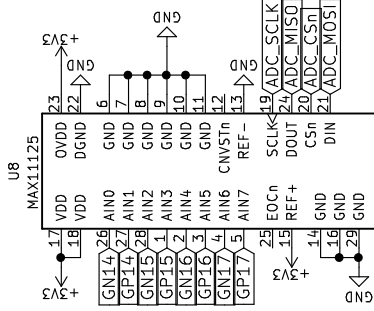 GND
+3V3
GND
GND
ADC_SCLK
ADC_MISO
ADC_CSn
ADC_MOSI
23
22
6
7
8
9
10
11
12
13
19
24
20
21
OVDD
DGND
GND
GND
GND
GND
GND
GND
CNVSTn
REF-
SCLK
DOUT
CSn
DIN
U8
MAX11125
VDD
VDD
AIN0
AIN1
AIN2
AIN3
AIN4
AIN5
AIN6
AIN7
EOCn
REF+
GND
GND
GND
17
18
26
27
28
1
2
3
4
5
25
15
14
16
29
GN14
GP14
GN15
GP15
GN16
GP16
GN17
GP17
+3V3
+3V3
GND